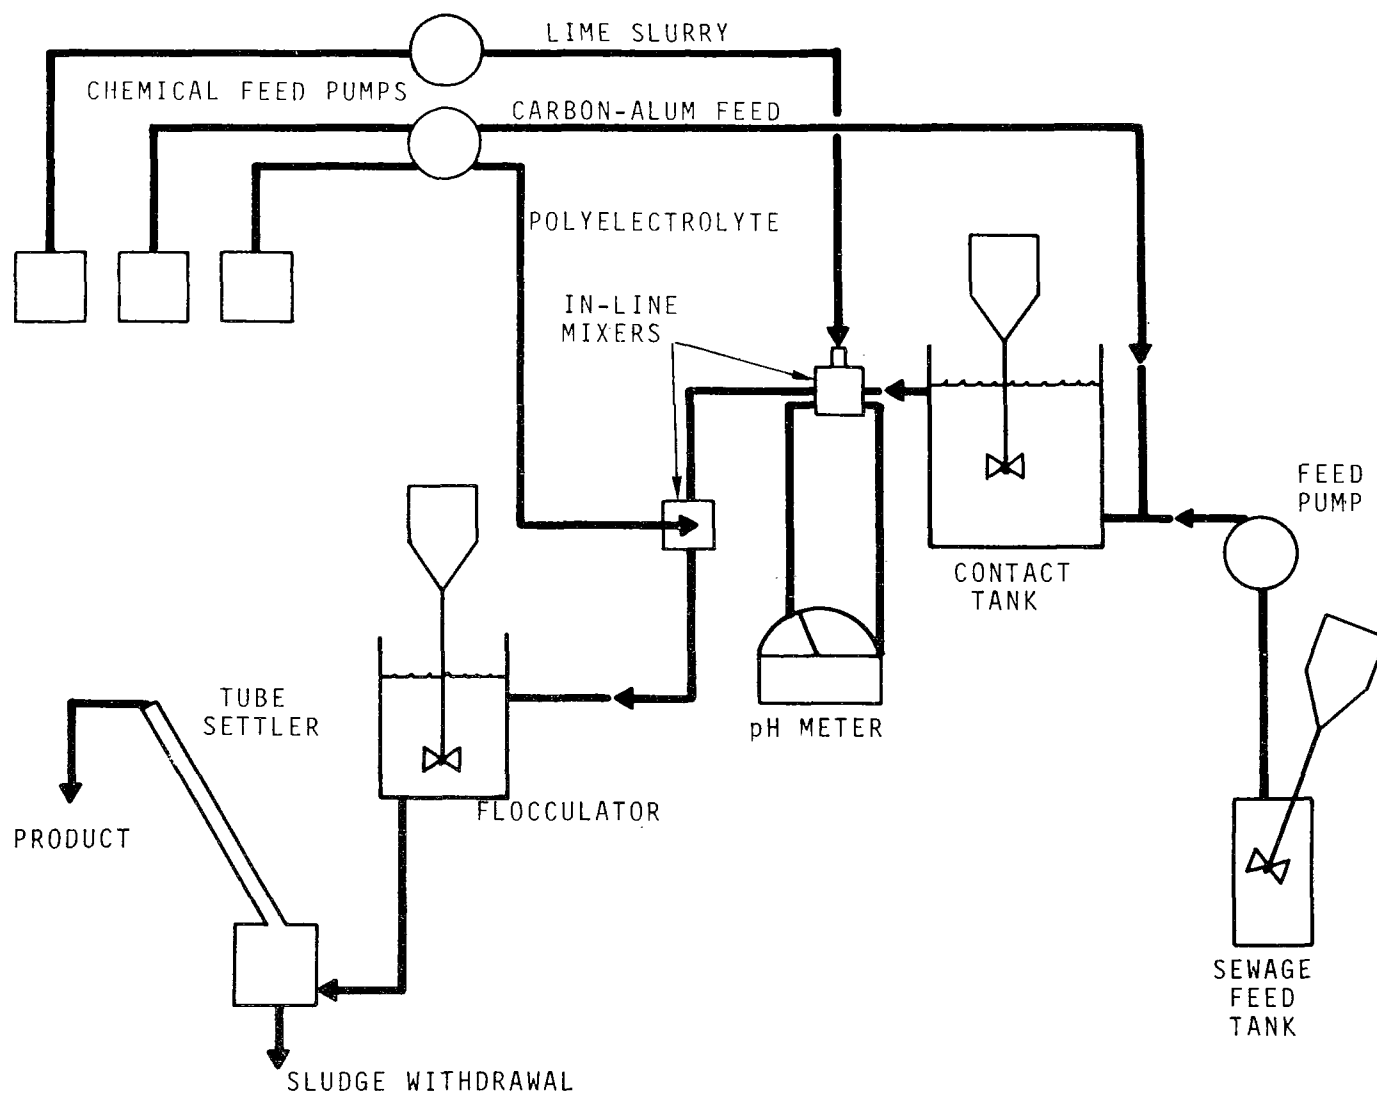 LIME SLURRY
CHEMICAL FEED PUMPS
CARBON-ALUM FEED
POLYELECTROLYTE
IN-LINE
MIXERS
FEED
PUMP
CONTACT
TANK
TUBE
SETTLER
pH METER
FLOCCULATOR
PRODUCT
SEWAGE
FEED
TANK
SLUDGE WITHDRAWAL